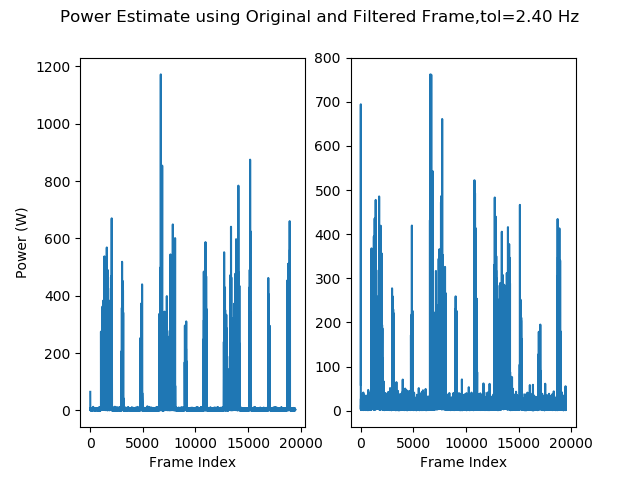 Power Estimate using Original and Filtered Frame,tol=2.40 Hz
Power (W)
1200
1000
800
600
400
200
0
0 5000 10000 15000 20000
Frame Index
800
700
600
500
400
300
200
100
0
0 5000 10000 15000 20000
Frame Index